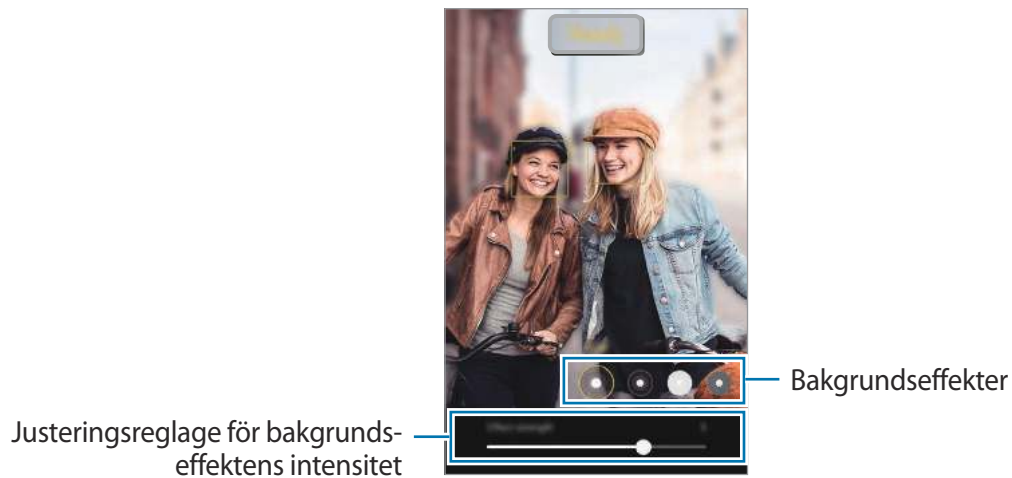 Bakgrundseffekter
Justeringsreglage för bakgrunds-
effektens intensitet